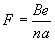 F = Be/na